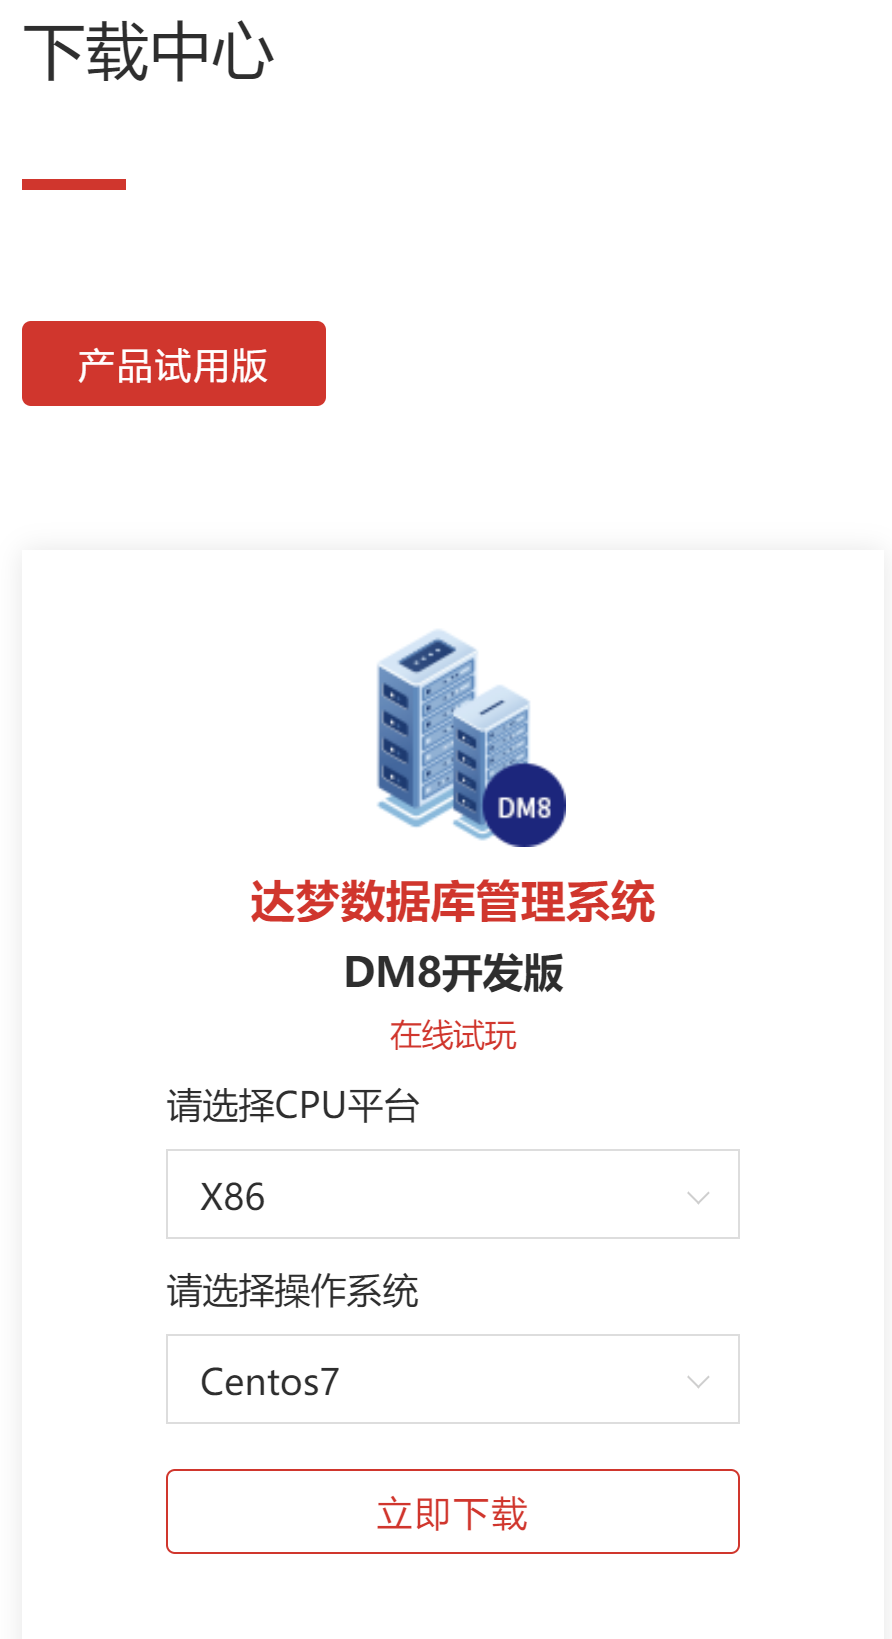 下载中心
产品试用版
DM8
达梦数据库管理系统
DM8开发版
在线试玩
请选择CPU平台
X86
请选择操作系统
Centos7
立即下载